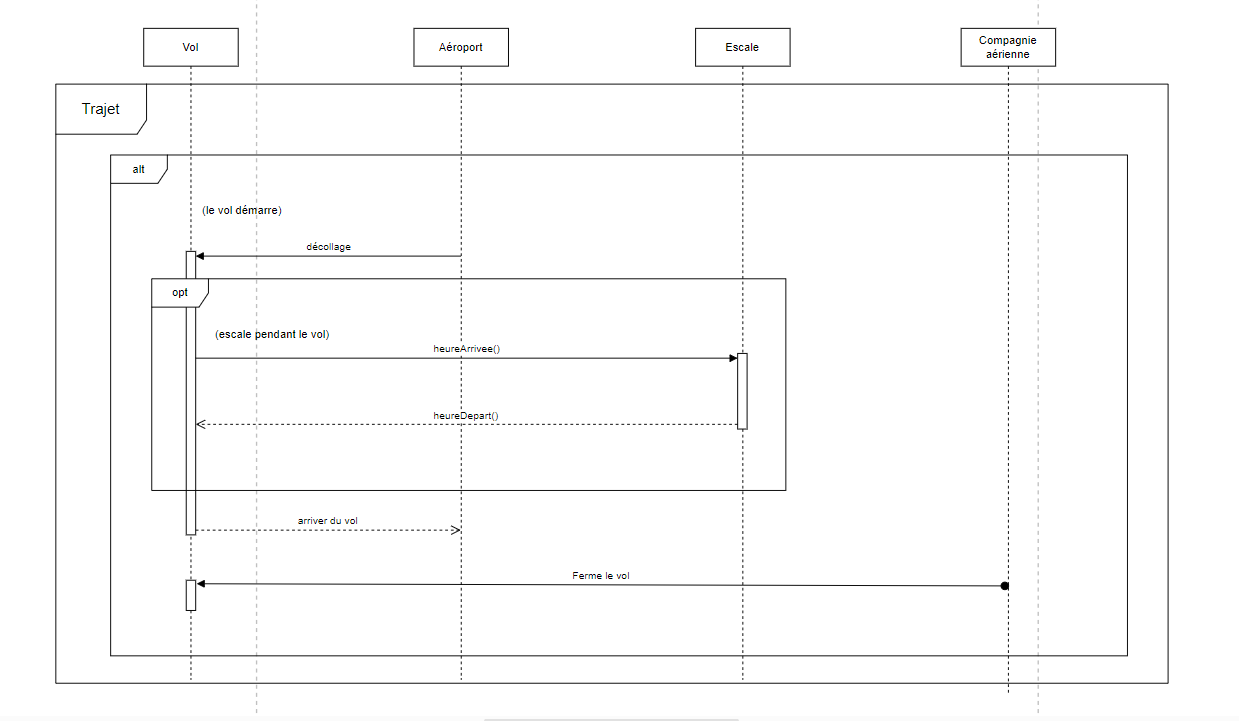 Vol
Aéroport
Escale
Compagnie
aérienne
Trajet
alt
(le vol démarre)
décollage
opt
(escale pendant le vol)
heureArrivee()
heureDepart()
arriver du vol
Ferme le vol